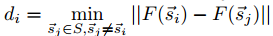 d_i = \min_{\vec{s}_j \in S, \vec{s}_j \neq \vec{s}_i} ||F(\vec{s}_i) - F(\vec{s}_j)||